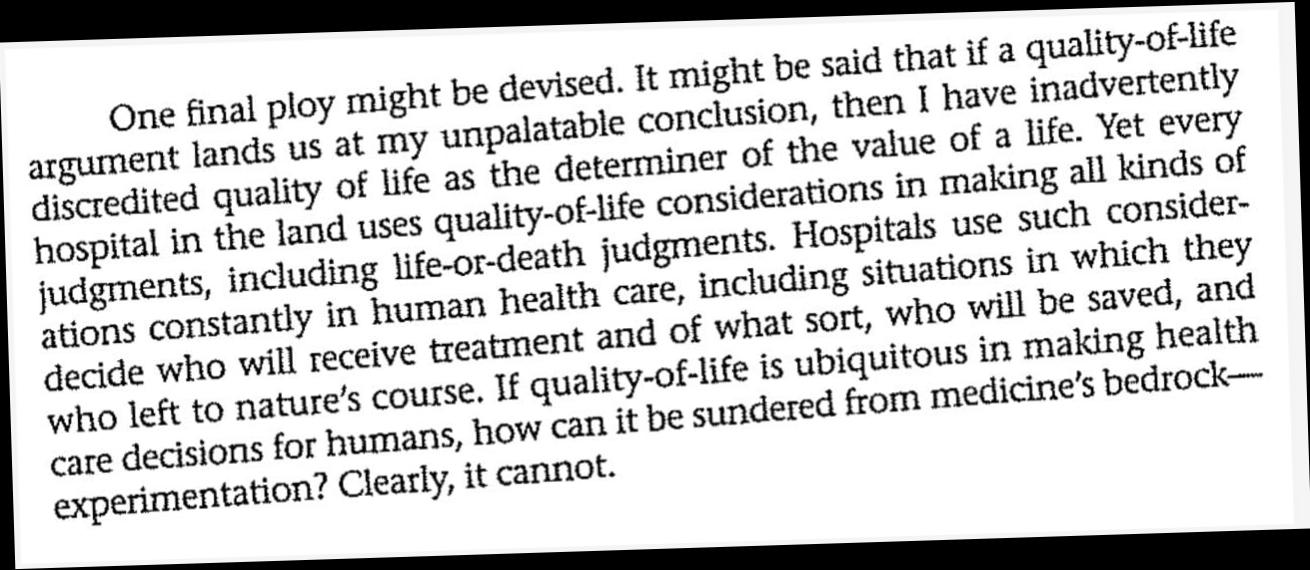 One final ploy might be devised. It might be said that if a quality-of-life
argument lands us at my unpalatable conclusion, then I have inadvertently
discredited quality of life as the determiner of the value of a life. Yet every
hospital in the land uses quality-of-life considerations in making all kinds of
judgments, including life-or-death judgments. Hospitals use such consider-
ations constantly in human health care, including situations in which they
decide who will receive treatment and of what sort, who will be saved, and
who left to nature's course. If quality-of-life is ubiquitous in making health
care decisions for humans, how can it be sundered from medicine's bedrock—
experimentation? Clearly, it cannot.